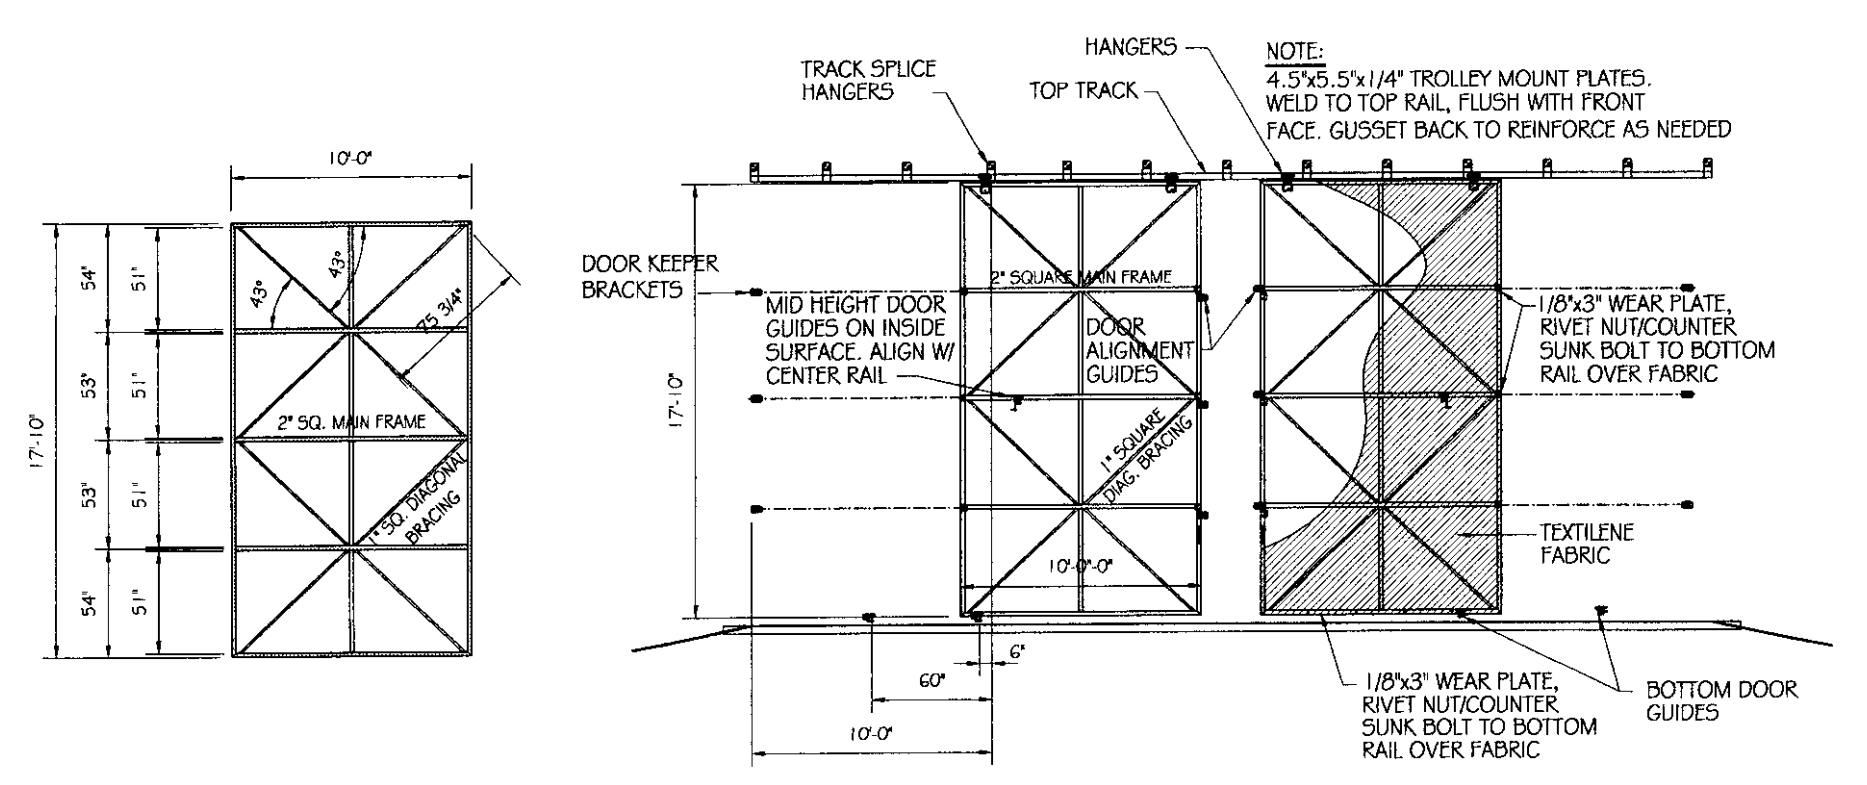 10'-0"
17'-10"
54"
53"
53"
54"
51"
51"
51"
51"
43°
43°
75 3/4"
2" SQ. MAIN FRAME
1" SQ. DIAGONAL
BRACING
TRACK SPLICE
HANGERS
TOP TRACK
HANGERS
NOTE:
4.5"x5.5"x1/4" TROLLEY MOUNT PLATES.
WELD TO TOP RAIL, FLUSH WITH FRONT
FACE. GUSSET BACK TO REINFORCE AS NEEDED
DOOR KEEPER
BRACKETS
2" SQUARE MAIN FRAME
MID HEIGHT DOOR
GUIDES ON INSIDE
SURFACE. ALIGN W/
CENTER RAIL
DOOR
ALIGNMENT
GUIDES
1/8"x3" WEAR PLATE,
RIVET NUT/COUNTER
SUNK BOLT TO BOTTOM
RAIL OVER FABRIC
17'-10"
1" SQUARE
DIAG. BRACING
TEXTILENE
FABRIC
10'-0"-0"
6"
60"
10'-0"
1/8"x3" WEAR PLATE,
RIVET NUT/COUNTER
SUNK BOLT TO BOTTOM
RAIL OVER FABRIC
BOTTOM DOOR
GUIDES